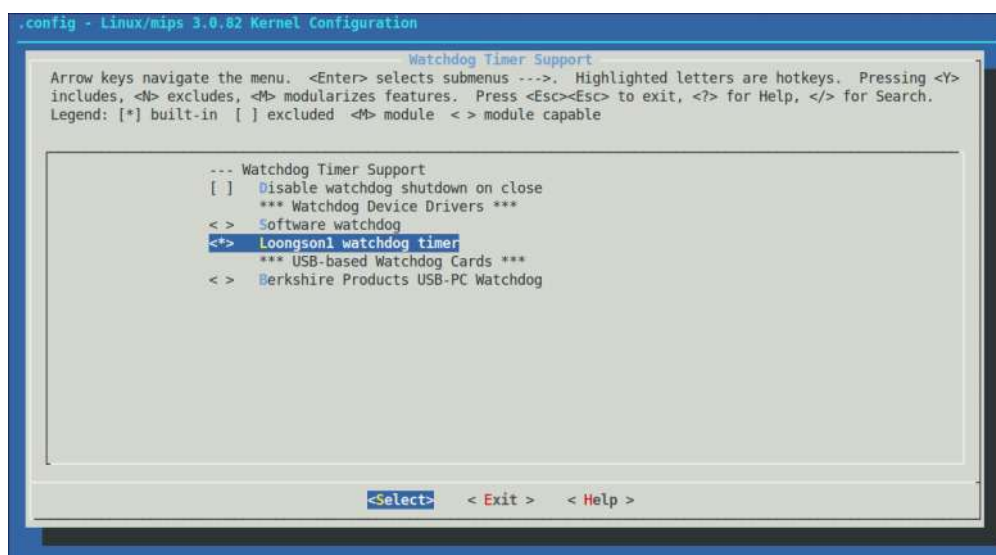 .config - Linux/mips 3.0.82 Kernel Configuration
Watchdog Timer Support
Arrow keys navigate the menu.  <Enter> selects submenus --->.  Highlighted letters are hotkeys.  Pressing <Y>
includes, <N> excludes, <M> modularizes features.  Press <Esc><Esc> to exit, <?> for Help, </> for Search.
Legend: [*] built-in  [ ] excluded  <M> module  < > module capable
--- Watchdog Timer Support
[ ]   Disable watchdog shutdown on close
*** Watchdog Device Drivers ***
< >   Software watchdog
<*>   Loongson1 watchdog timer
*** USB-based Watchdog Cards ***
< >   Berkshire Products USB-PC Watchdog
<Select>    < Exit >    < Help >